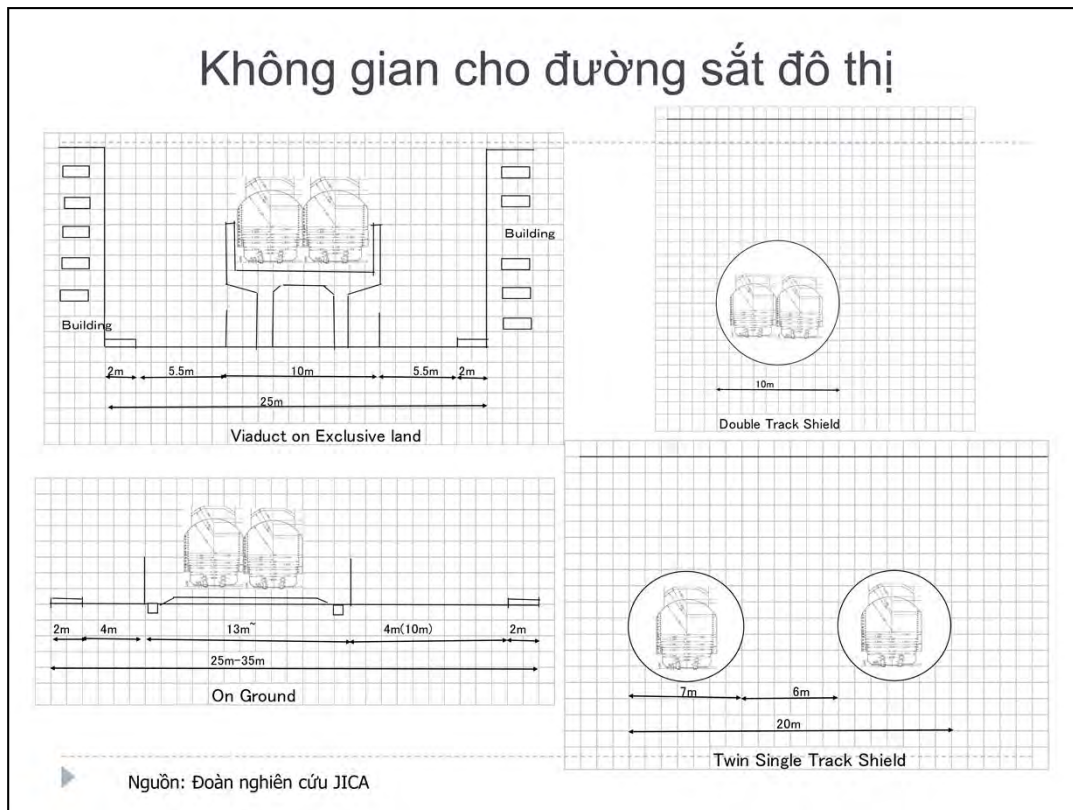 Không gian cho đường sắt đô thị
Building
Building
2m 5.5m 10m 5.5m 2m
25m
Viaduct on Exclusive land
10m
Double Track Shield
2m 4m 13m~ 4m(10m) 2m
25m-35m
On Ground
7m 6m
20m
Twin Single Track Shield
Nguồn: Đoàn nghiên cứu JICA